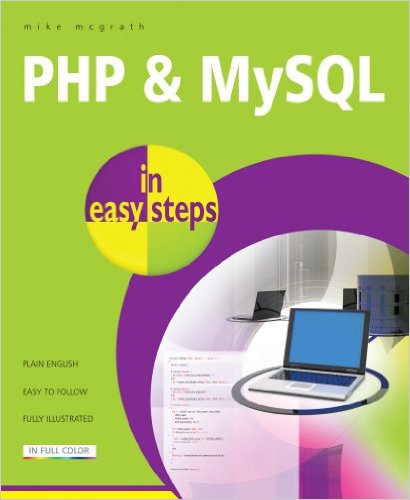 mike mcgrath
PHP & MySQL
in
easy steps
PLAIN ENGLISH
EASY TO FOLLOW
FULLY ILLUSTRATED
IN FULL COLOR